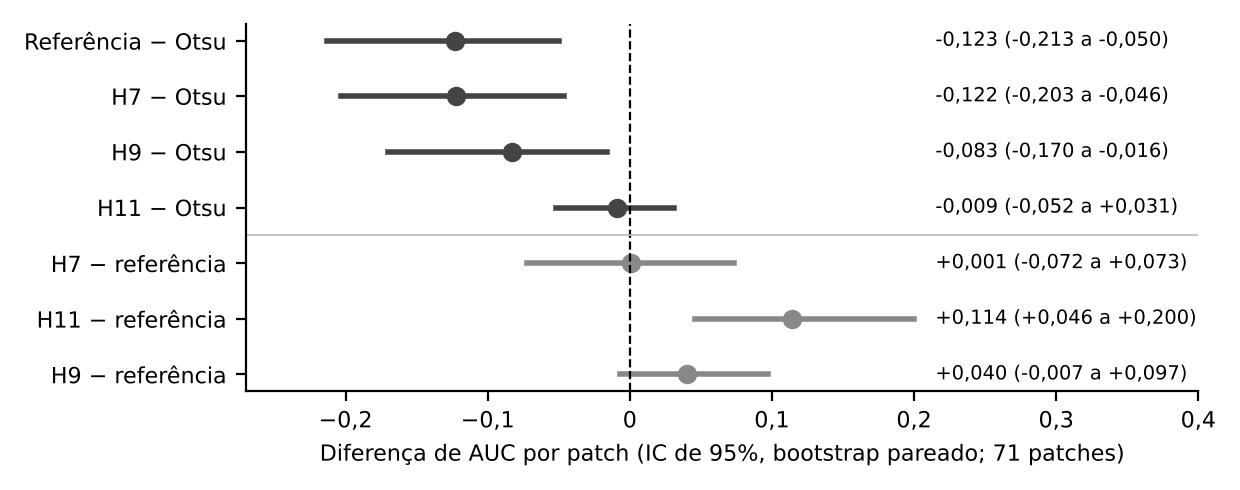 Referência − Otsu -0,123 (-0,213 a -0,050)
H7 − Otsu -0,122 (-0,203 a -0,046)
H9 − Otsu -0,083 (-0,170 a -0,016)
H11 − Otsu -0,009 (-0,052 a +0,031)
H7 − referência +0,001 (-0,072 a +0,073)
H11 − referência +0,114 (+0,046 a +0,200)
H9 − referência +0,040 (-0,007 a +0,097)
−0,2 −0,1 0 0,1 0,2 0,3 0,4
Diferença de AUC por patch (IC de 95%, bootstrap pareado; 71 patches)